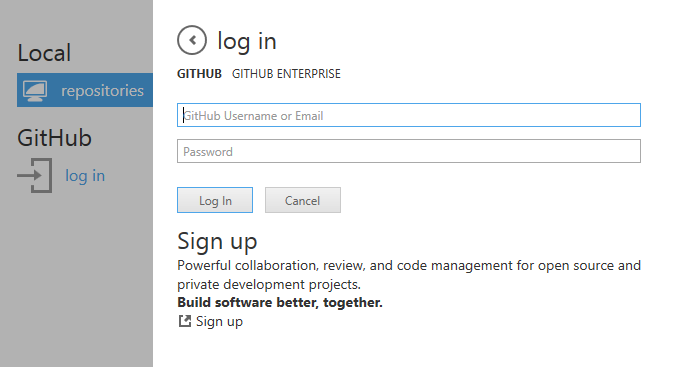 Local
repositories
GitHub
log in
log in
GITHUB GITHUB ENTERPRISE
GitHub Username or Email
Password
Log In Cancel
Sign up
Powerful collaboration, review, and code management for open source and
private development projects.
Build software better, together.
Sign up